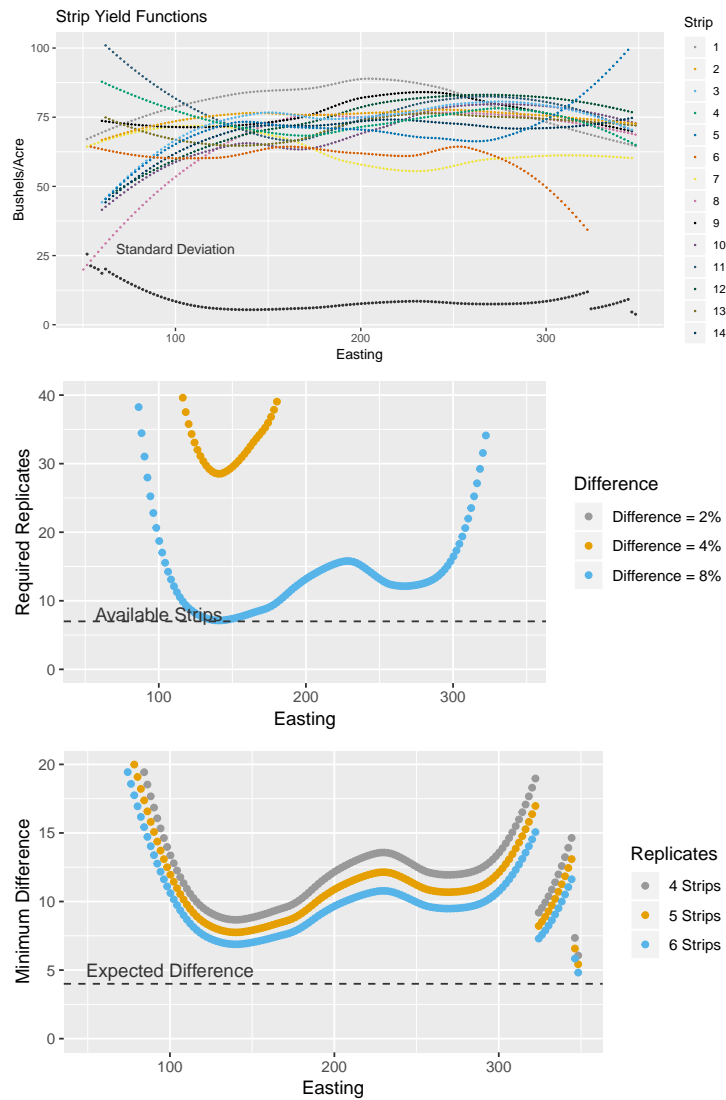 Strip Yield Functions
Bushels/Acre
100
75
50
25
0
Standard Deviation
100
200
300
Easting
Strip
1
2
3
4
5
6
7
8
9
10
11
12
13
14
Required Replicates
40
30
20
10
0
Available Strips
100
200
300
Easting
Difference
Difference = 2%
Difference = 4%
Difference = 8%
Minimum Difference
20
15
10
5
0
Expected Difference
100
200
300
Easting
Replicates
4 Strips
5 Strips
6 Strips